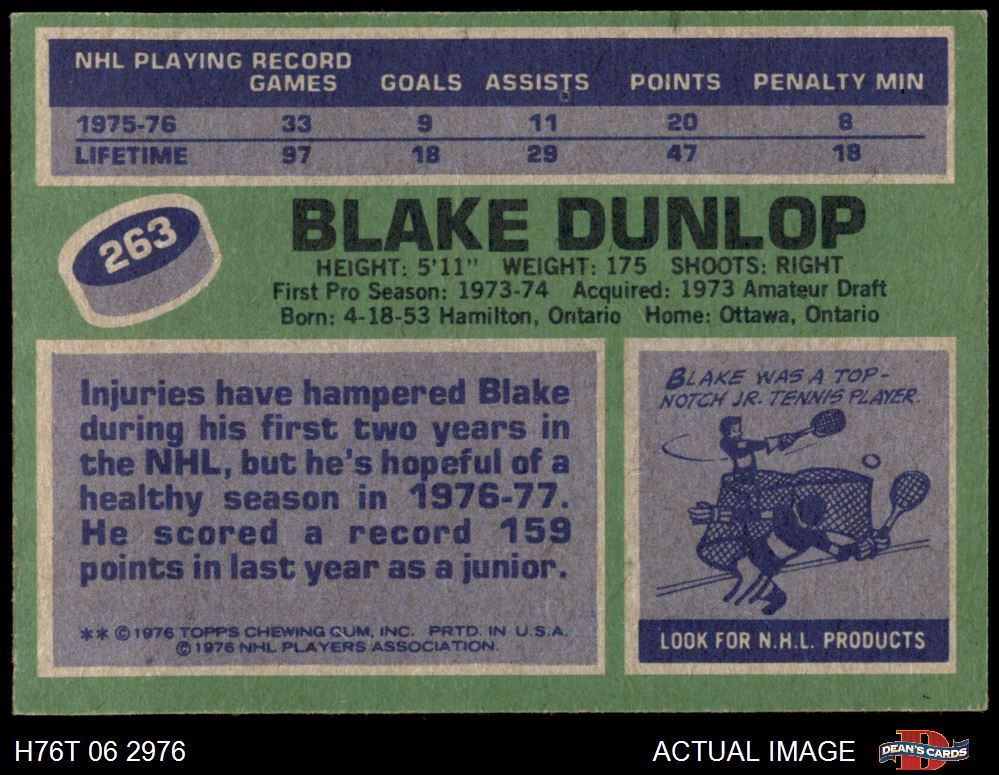 NHL PLAYING RECORD
GAMES GOALS ASSISTS POINTS PENALTY MIN
1975-76 33 9 11 20 8
LIFETIME 97 18 29 47 18
263
BLAKE DUNLOP
HEIGHT: 5'11" WEIGHT: 175 SHOOTS: RIGHT
First Pro Season: 1973-74 Acquired: 1973 Amateur Draft
Born: 4-18-53 Hamilton, Ontario Home: Ottawa, Ontario
Injuries have hampered Blake
during his first two years in
the NHL, but he's hopeful of a
healthy season in 1976-77.
He scored a record 159
points in last year as a junior.
** © 1976 TOPPS CHEWING GUM, INC. PRTD. IN U.S.A.
© 1976 NHL PLAYERS ASSOCIATION.
BLAKE WAS A TOP-
NOTCH JR. TENNIS PLAYER.
LOOK FOR N.H.L. PRODUCTS
H76T 06 2976
ACTUAL IMAGE
D
DEAN'S CARDS